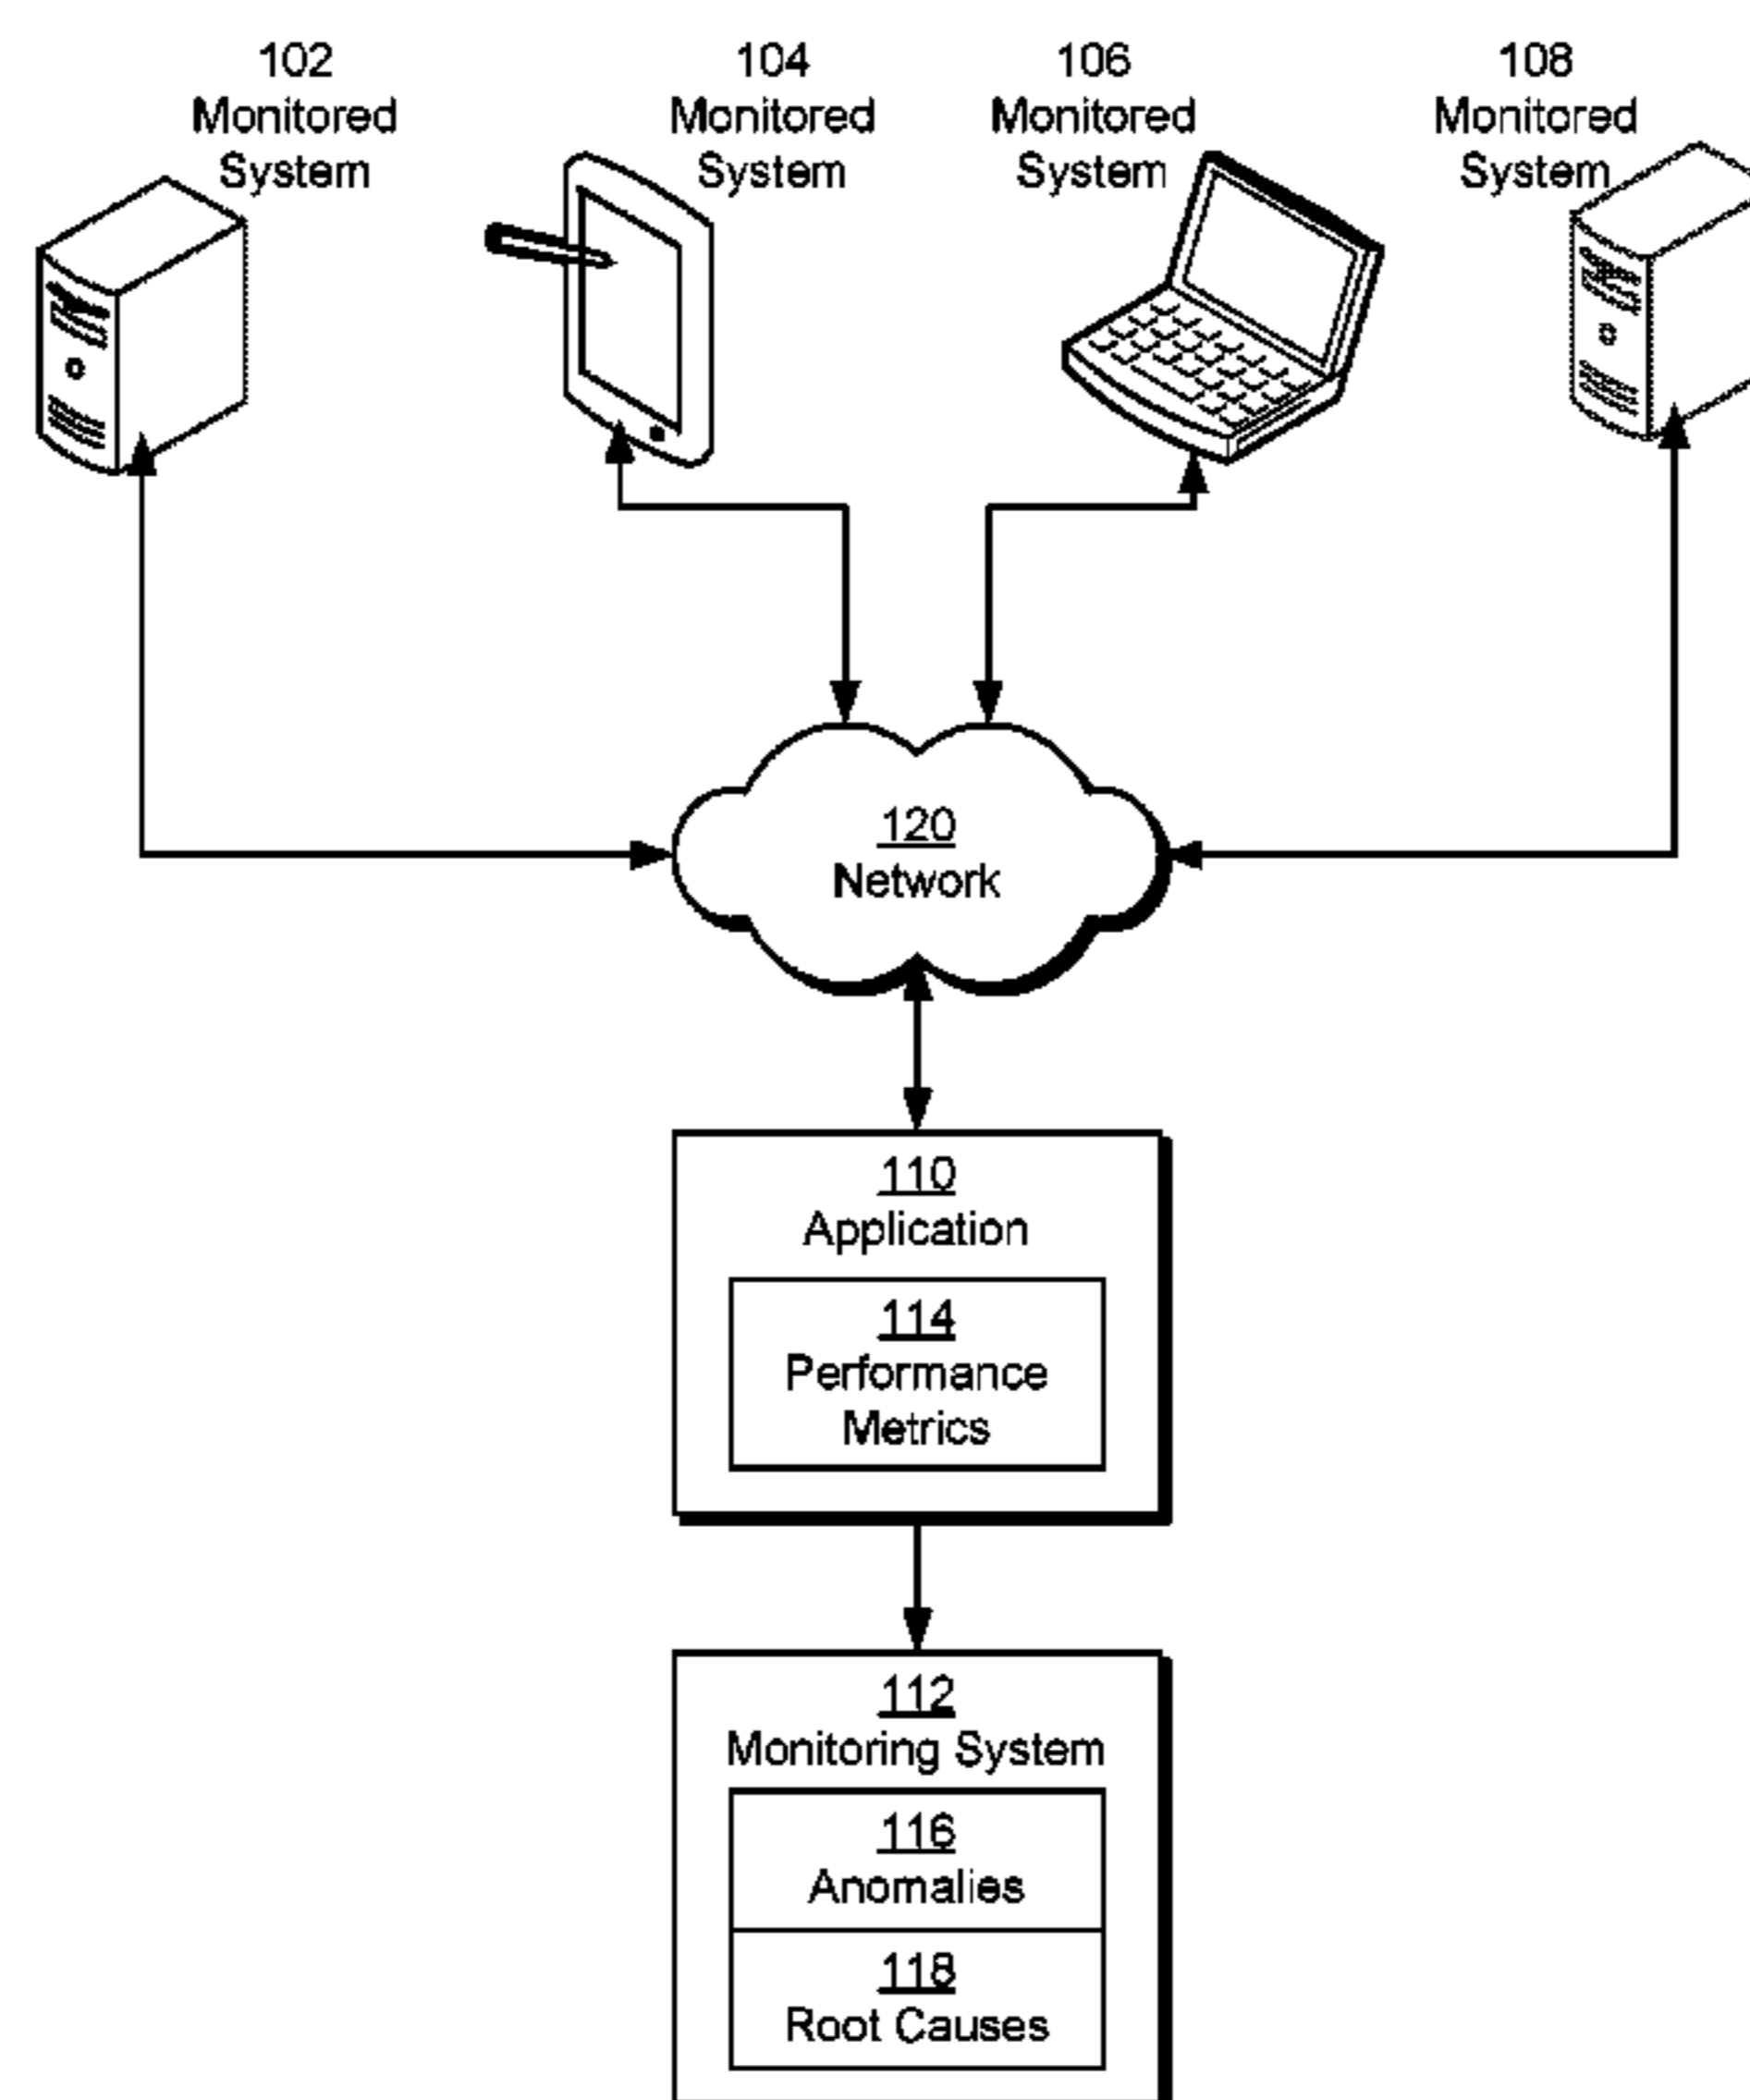 102
Monitored
System
104
Monitored
System
106
Monitored
System
108
Monitored
System
120
Network
110
Application
114
Performance
Metrics
112
Monitoring System
116
Anomalies
118
Root Causes